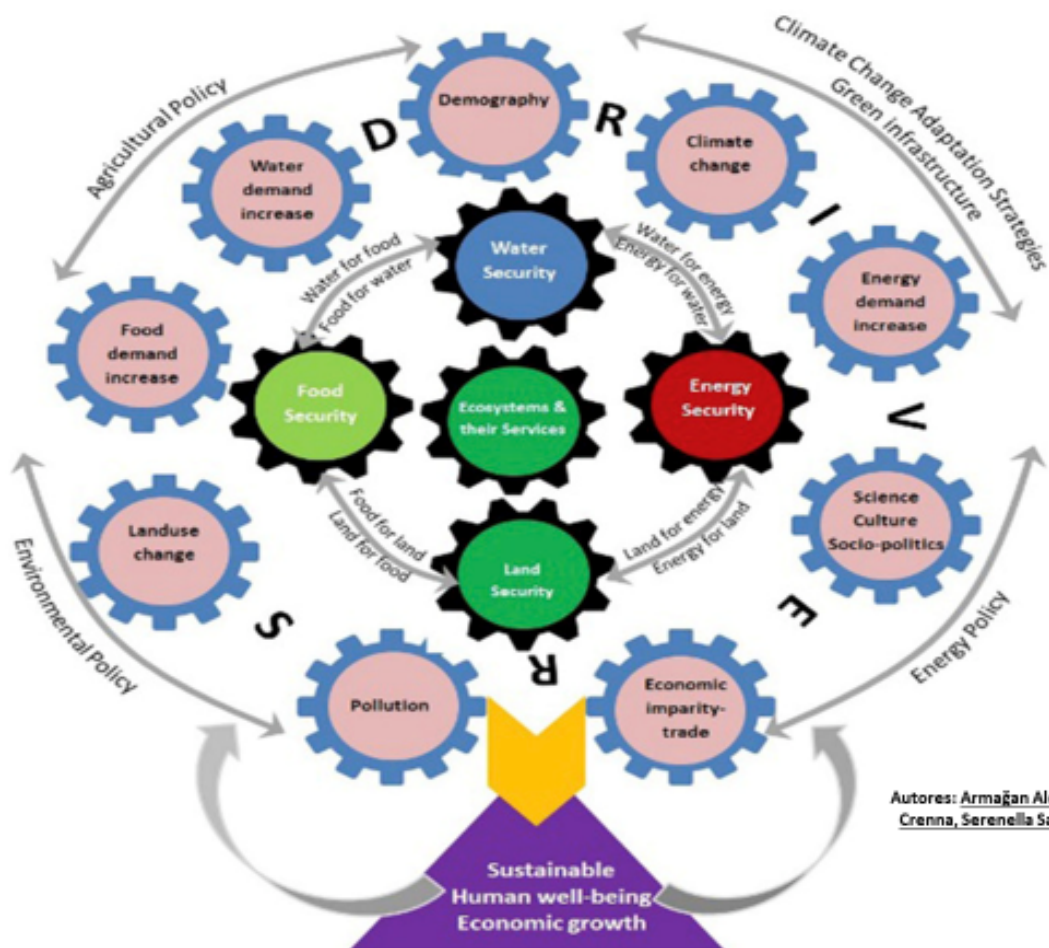 Agricultural Policy
Climate Change Adaptation Strategies
Green infrastructure
Demography
D
R
I
V
E
R
S
Water
demand
increase
Climate
change
Water for food
Food for water
Water
Security
Water for energy
Energy for water
Energy
demand
increase
Food
demand
increase
Food
Security
Ecosystems &
their Services
Energy
Security
Landuse
change
Food for land
Land for food
Land
Security
Land for energy
Energy for land
Science
Culture
Socio-politics
Environmental Policy
Energy Policy
Pollution
Economic
imparity-
trade
Autores: Armağan
Crenna, Serenella
Sustainable
Human well-being
Economic growth